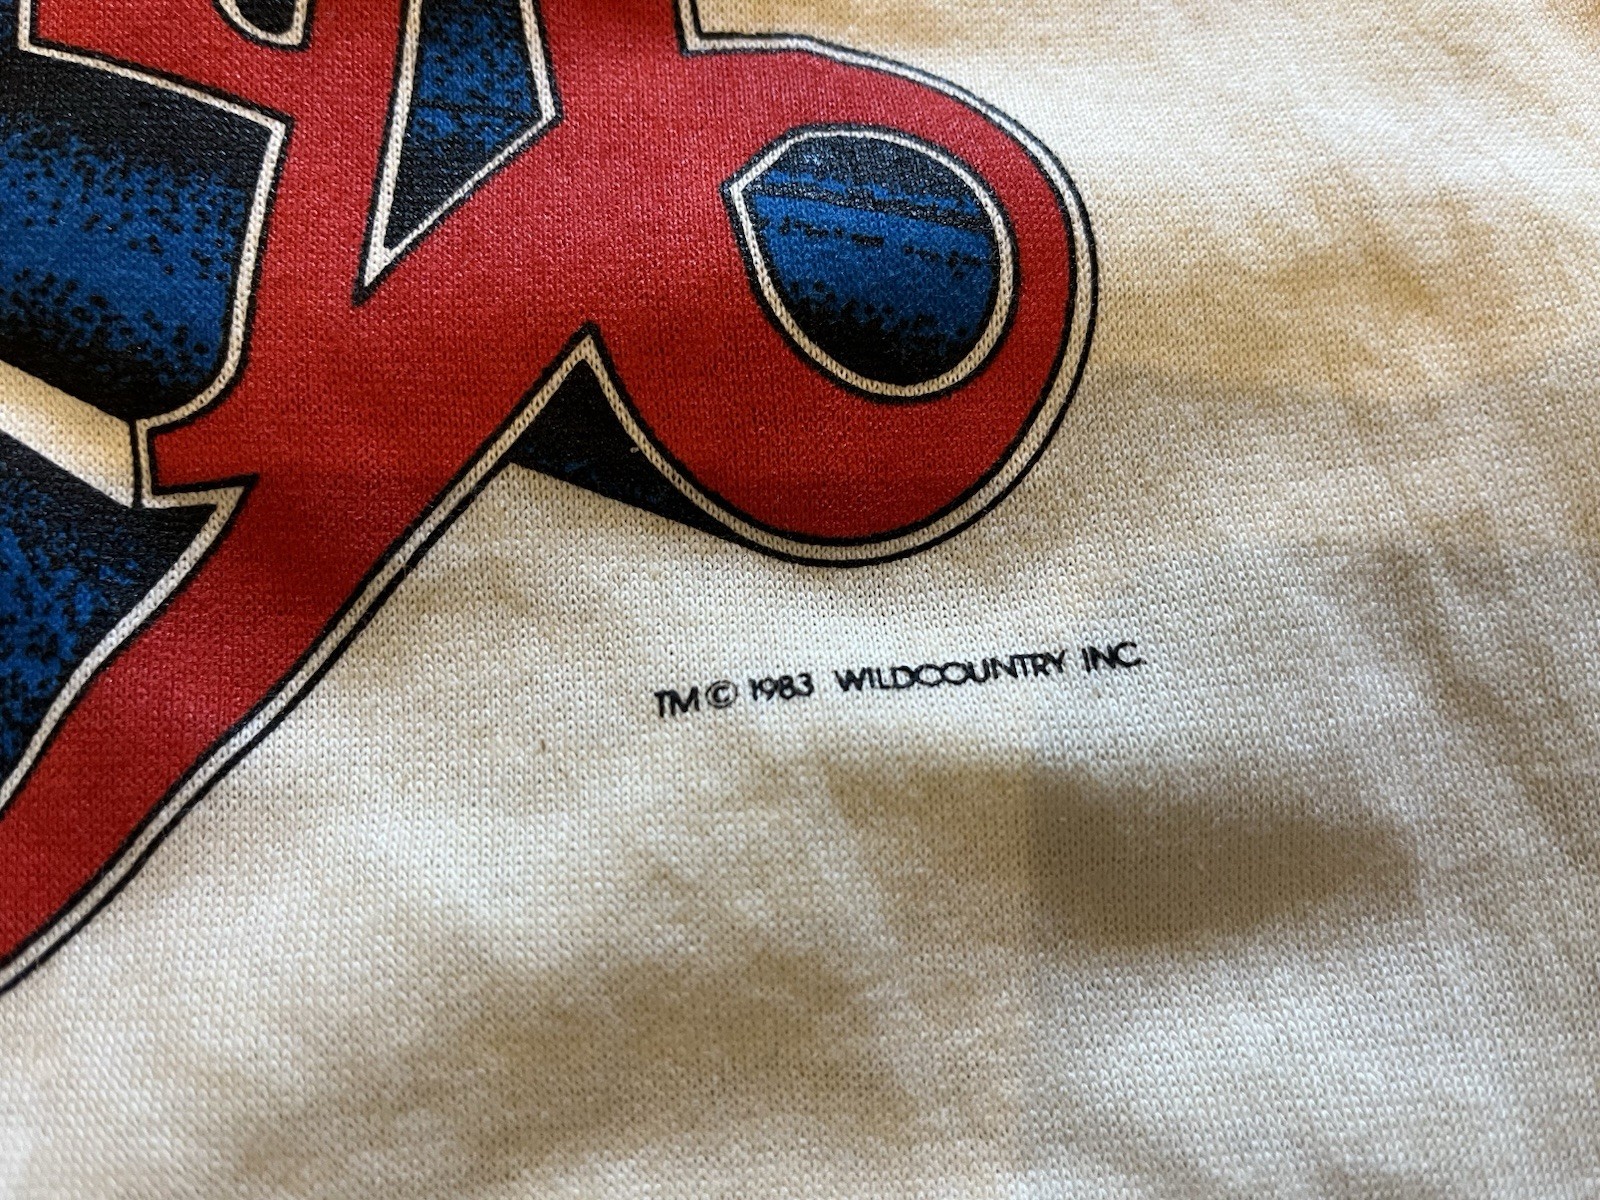 TM © 1983 WILDCOUNTRY INC.